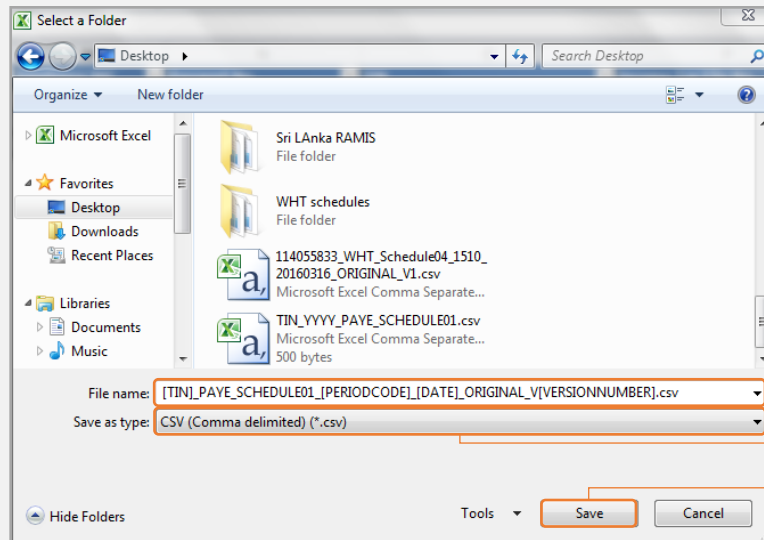 Select a Folder
Desktop
Search Desktop
Organize
New folder
Microsoft Excel
Favorites
Desktop
Downloads
Recent Places
Libraries
Documents
Music
Sri LAnka RAMIS
File folder
WHT schedules
File folder
114055833_WHT_Schedule04_1510_
20160316_ORIGINAL_V1.csv
Microsoft Excel Comma Separate...
TIN_YYYY_PAYE_SCHEDULE01.csv
Microsoft Excel Comma Separate...
500 bytes
File name: [TIN]_PAYE_SCHEDULE01_[PERIODCODE]_[DATE]_ORIGINAL_V[VERSIONNUMBER].csv
Save as type: CSV (Comma delimited) (*.csv)
Hide Folders
Tools
Save
Cancel